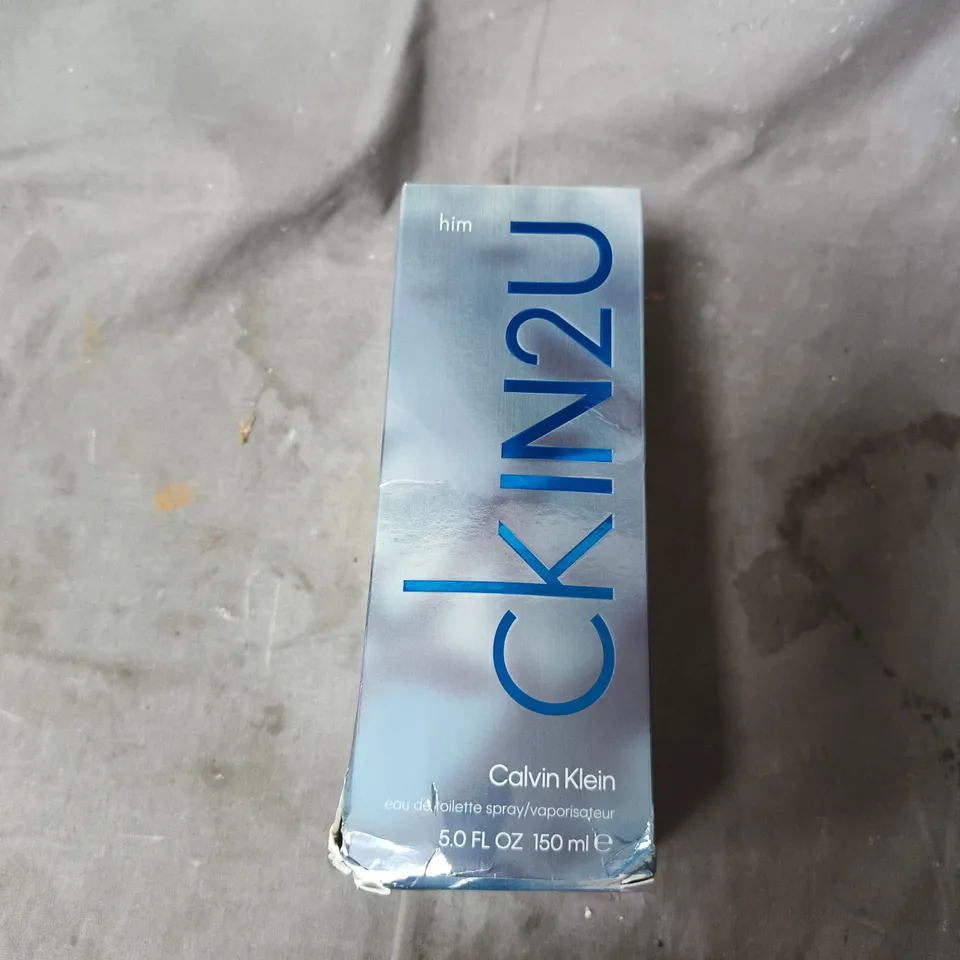 him
ckIN2U
Calvin Klein
eau de toilette spray/vaporisateur
5.0 FL OZ 150 ml ℮